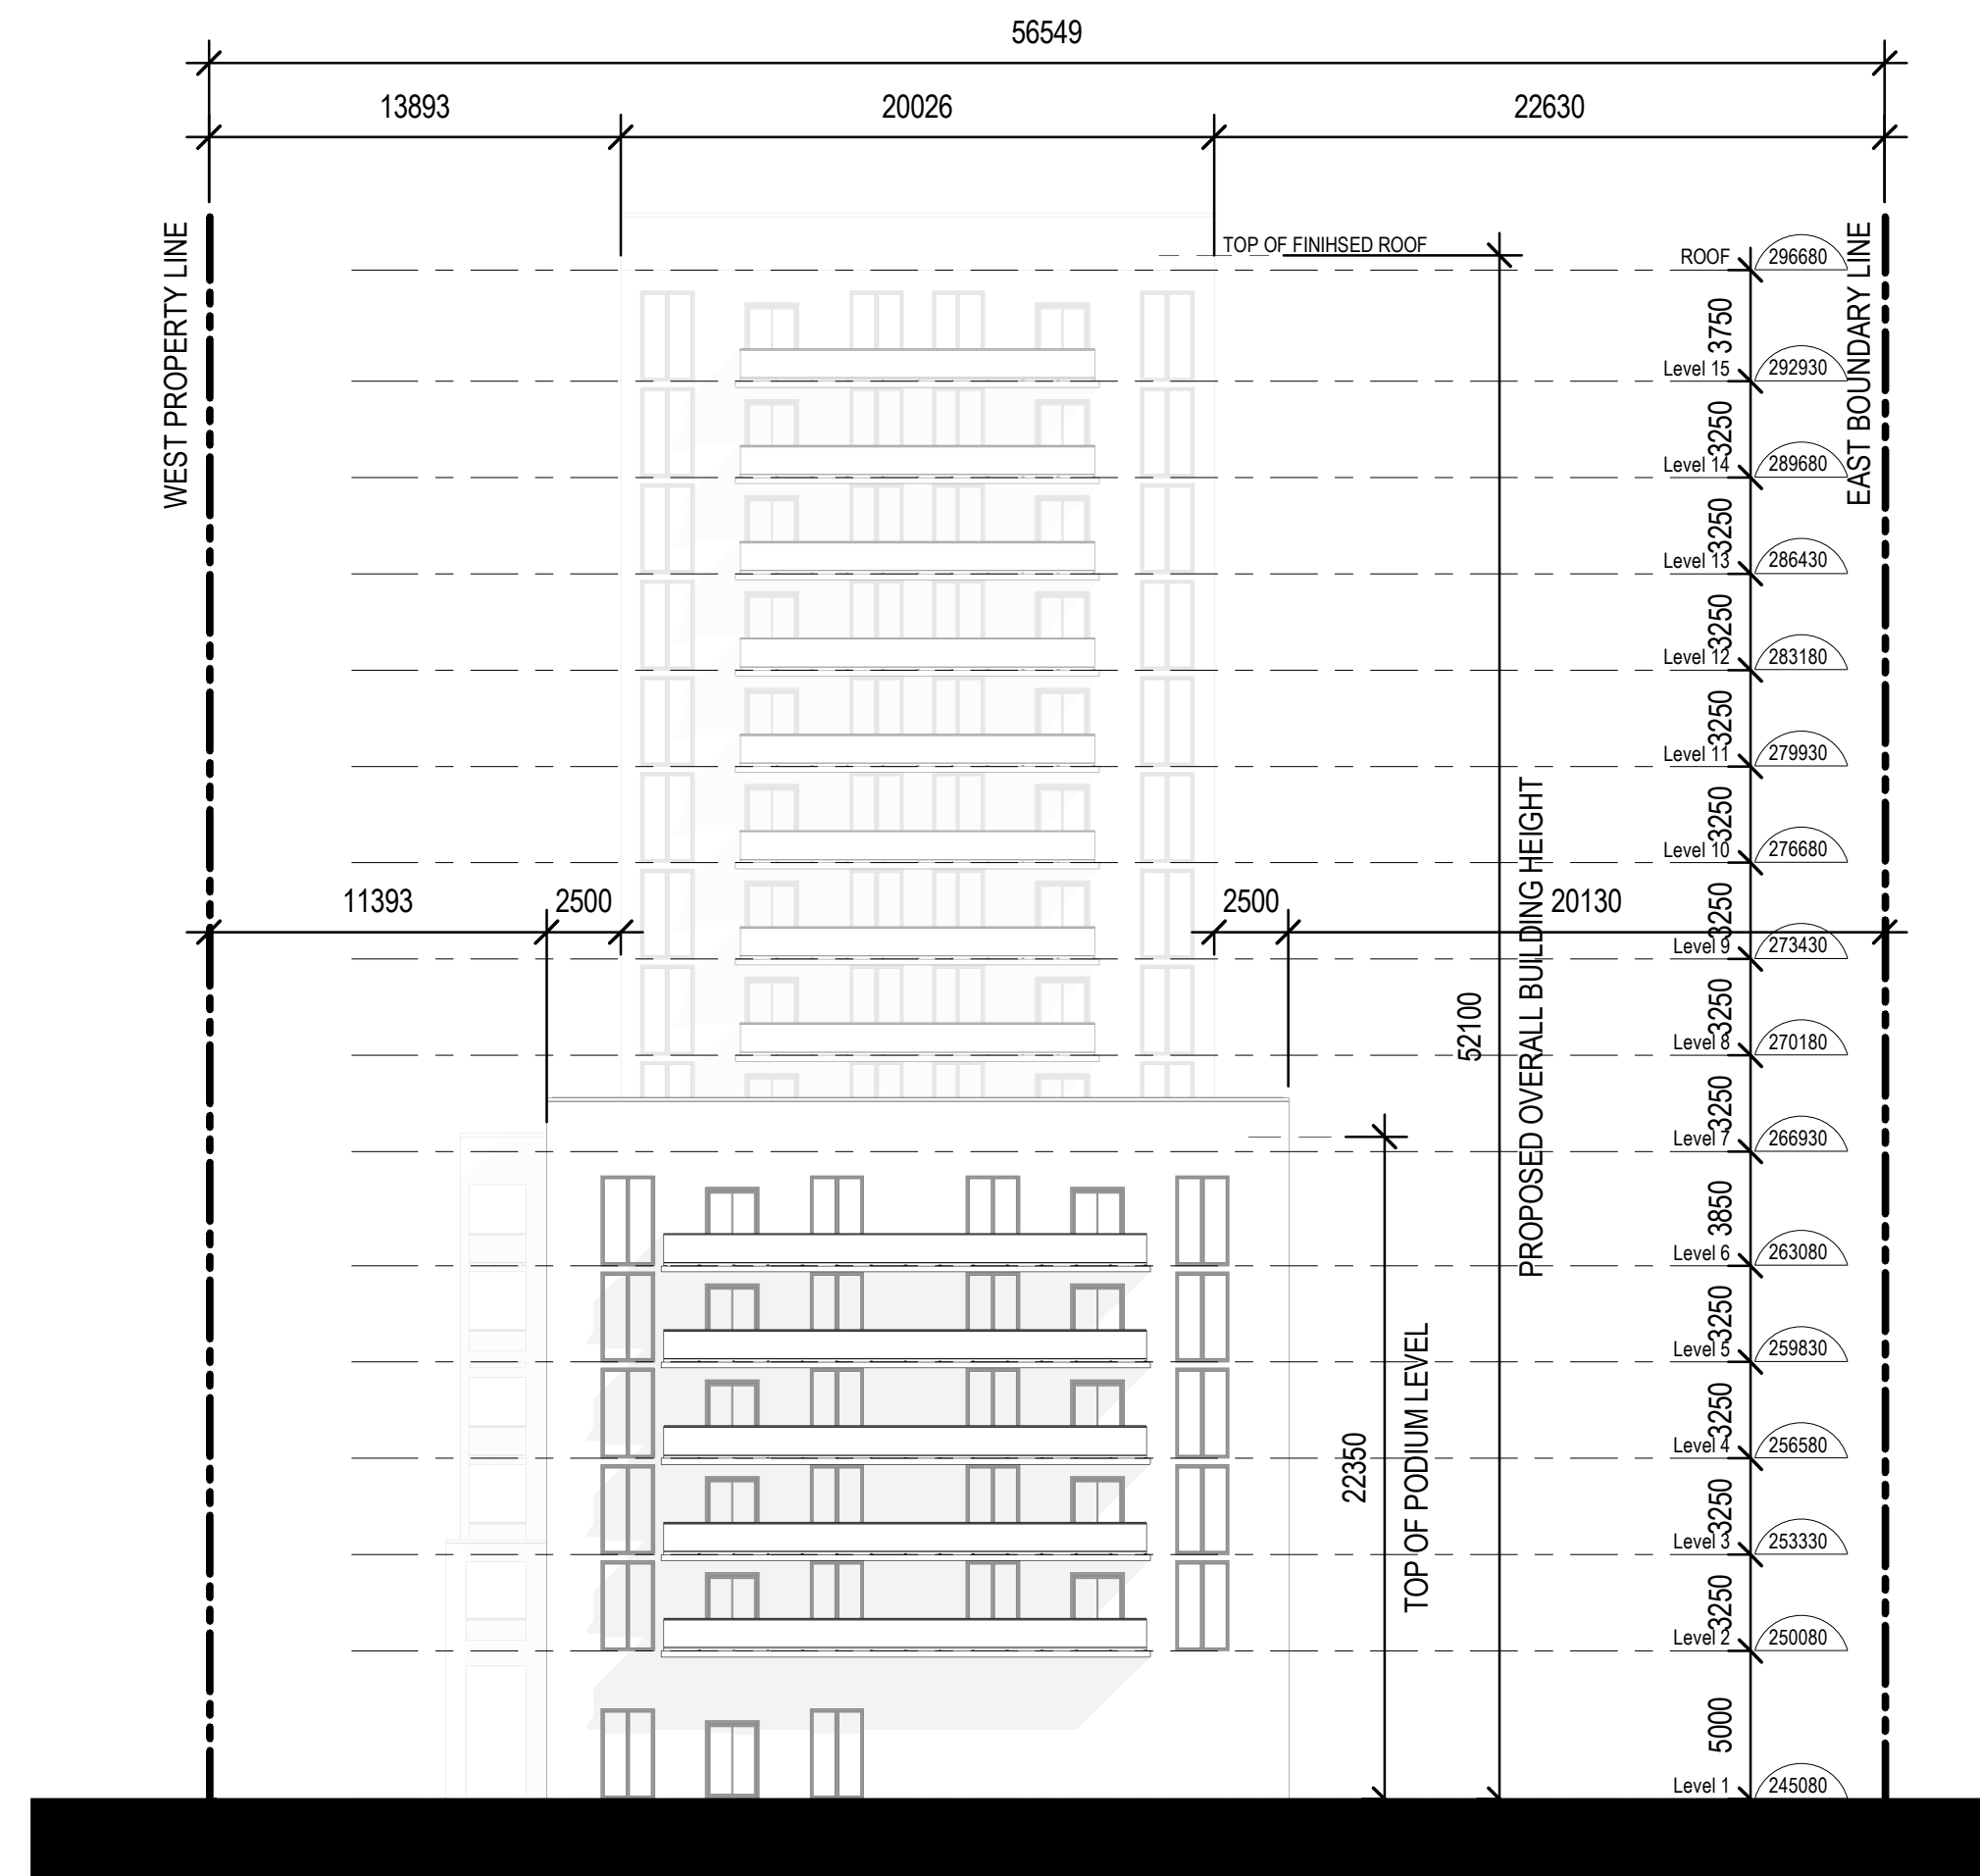 56549
13893
20026
22630
WEST PROPERTY LINE
EAST BOUNDARY LINE
TOP OF FINIHSED ROOF
ROOF
296680
3750
Level 15
292930
3250
Level 14
289680
3250
Level 13
286430
3250
Level 12
283180
3250
Level 11
279930
3250
Level 10
276680
11393
2500
2500
20130
3250
Level 9
273430
3250
Level 8
270180
52100
PROPOSED OVERALL BUILDING HEIGHT
3250
Level 7
266930
3850
Level 6
263080
3250
Level 5
259830
22350
TOP OF PODIUM LEVEL
3250
Level 4
256580
3250
Level 3
253330
3250
Level 2
250080
5000
Level 1
245080